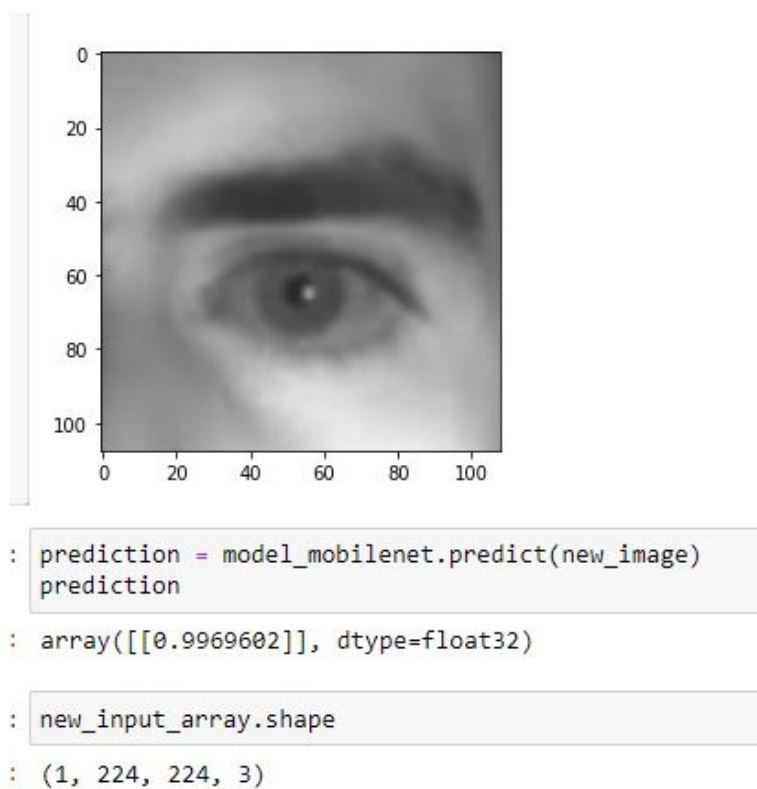 0
20
40
60
80
100
0 20 40 60 80 100
: prediction = model_mobilenet.predict(new_image)
prediction
: array([[0.9969602]], dtype=float32)
: new_input_array.shape
: (1, 224, 224, 3)